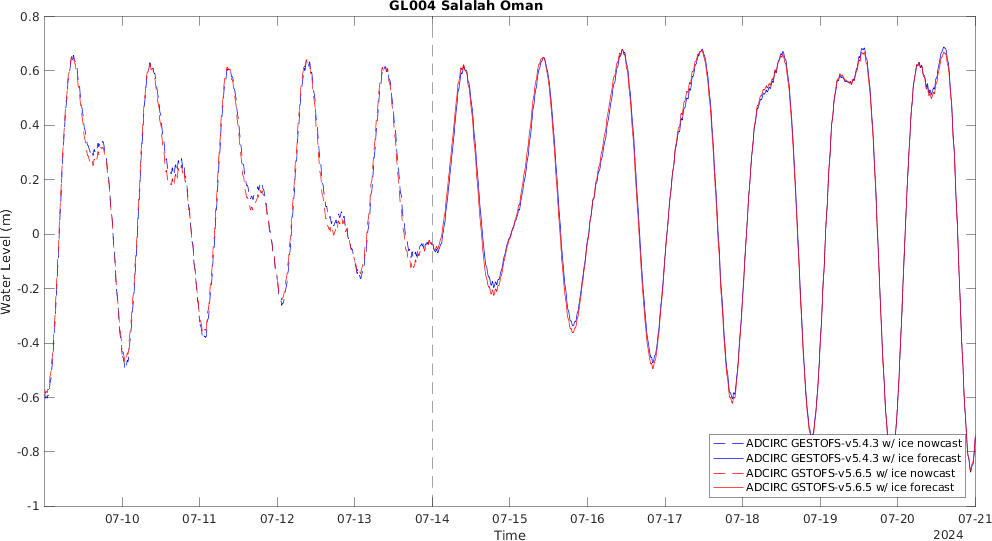 GL004 Salalah Oman
Water Level (m)
0.8
0.6
0.4
0.2
0
-0.2
-0.4
-0.6
-0.8
-1
07-10 07-11 07-12 07-13 07-14 07-15 07-16 07-17 07-18 07-19 07-20 07-21
Time
2024
ADCIRC GESTOFS-v5.4.3 w/ ice nowcast
ADCIRC GESTOFS-v5.4.3 w/ ice forecast
ADCIRC GSTOFS-v5.6.5 w/ ice nowcast
ADCIRC GSTOFS-v5.6.5 w/ ice forecast